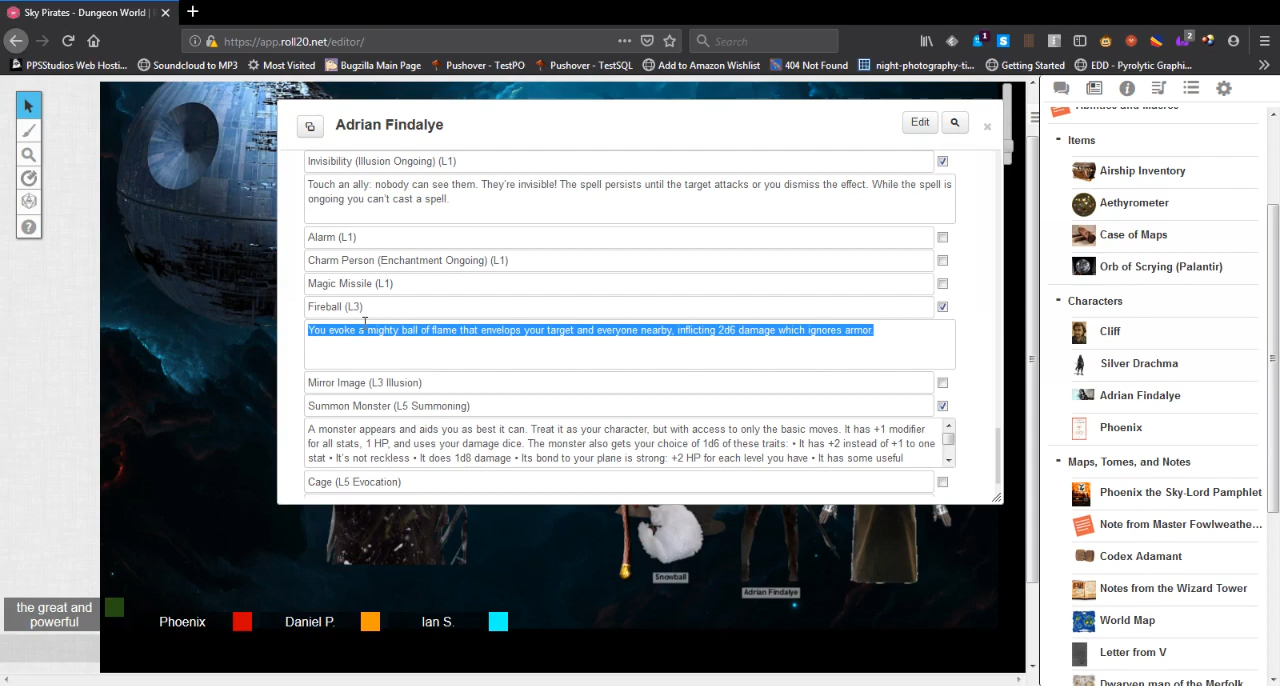 Sky Pirates - Dungeon World |
https://app.roll20.net/editor/
Search
1
2
PPSStudios Web Hosti...
Soundcloud to MP3
Most Visited
Bugzilla Main Page
Pushover - TestPO
Pushover - TestSQL
Add to Amazon Wishlist
404 Not Found
night-photography-ti...
Getting Started
EDD - Pyrolytic Graphi...
Adrian Findalye
Edit
Invisibility (Illusion Ongoing) (L1)
Touch an ally: nobody can see them. They're invisible! The spell persists until the target attacks or you dismiss the effect. While the spell is
ongoing you can't cast a spell.
Alarm (L1)
Charm Person (Enchantment Ongoing) (L1)
Magic Missile (L1)
Fireball (L3)
You evoke a mighty ball of flame that envelops your target and everyone nearby, inflicting 2d6 damage which ignores armor.
Mirror Image (L3 Illusion)
Summon Monster (L5 Summoning)
A monster appears and aids you as best it can. Treat it as your character, but with access to only the basic moves. It has +1 modifier
for all stats, 1 HP, and uses your damage dice. The monster also gets your choice of 1d6 of these traits: • It has +2 instead of +1 to one
stat • It's not reckless • It does 1d8 damage • Its bond to your plane is strong: +2 HP for each level you have • It has some useful
Cage (L5 Evocation)
Snowball
Adrian Findalye
the great and
powerful
Phoenix
Daniel P.
Ian S.
Abilities and Macros
Items
Airship Inventory
Aethyrometer
Case of Maps
Orb of Scrying (Palantir)
Characters
Cliff
Silver Drachma
Adrian Findalye
Phoenix
Maps, Tomes, and Notes
Phoenix the Sky-Lord Pamphlet
Note from Master Fowlweathe...
Codex Adamant
Notes from the Wizard Tower
World Map
Letter from V
Dwarven map of the Merfolk